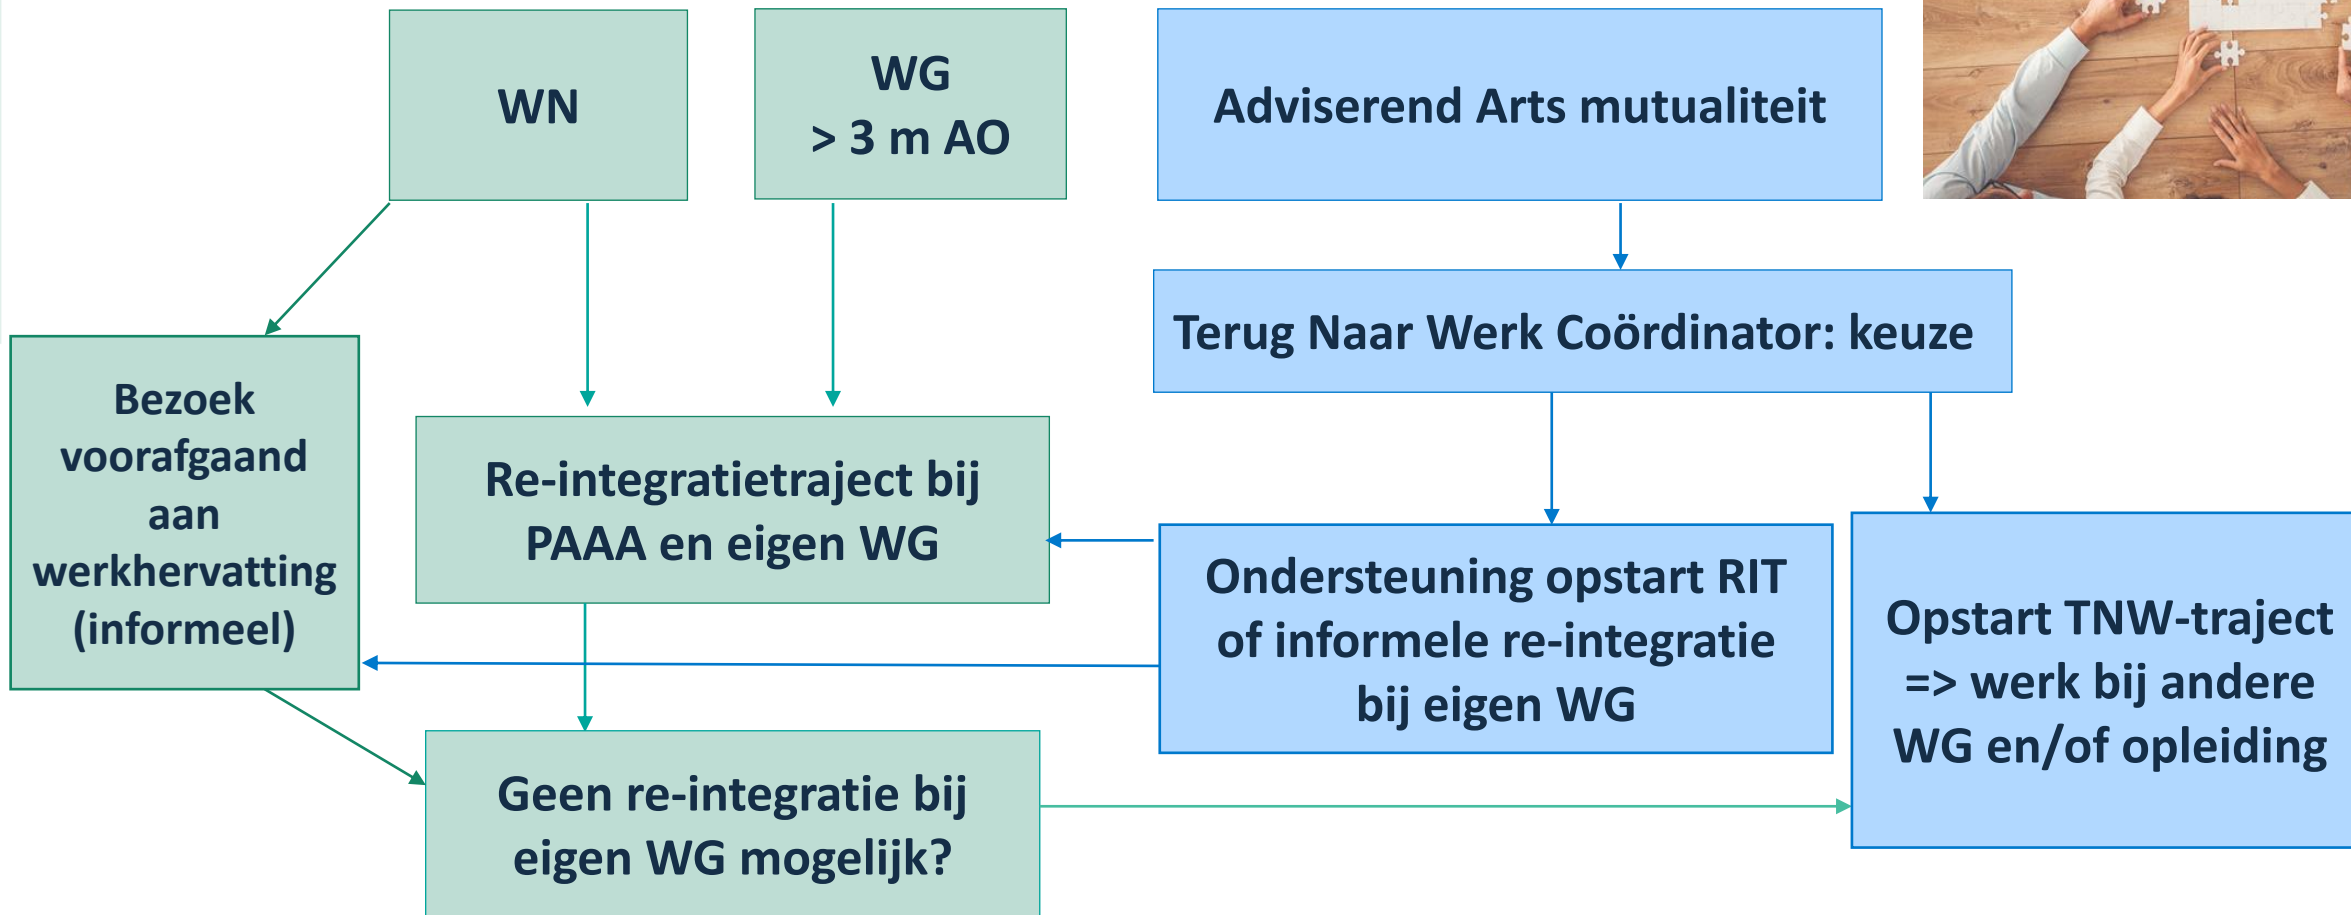 WN
WG
> 3 m AO
Adviserend Arts mutualiteit
Terug Naar Werk Coördinator: keuze
Bezoek
voorafgaand
aan
werkhervatting
(informeel)
Re-integratietraject bij
PAAA en eigen WG
Ondersteuning opstart RIT
of informele re-integratie
bij eigen WG
Opstart TNW-traject
=> werk bij andere
WG en/of opleiding
Geen re-integratie bij
eigen WG mogelijk?